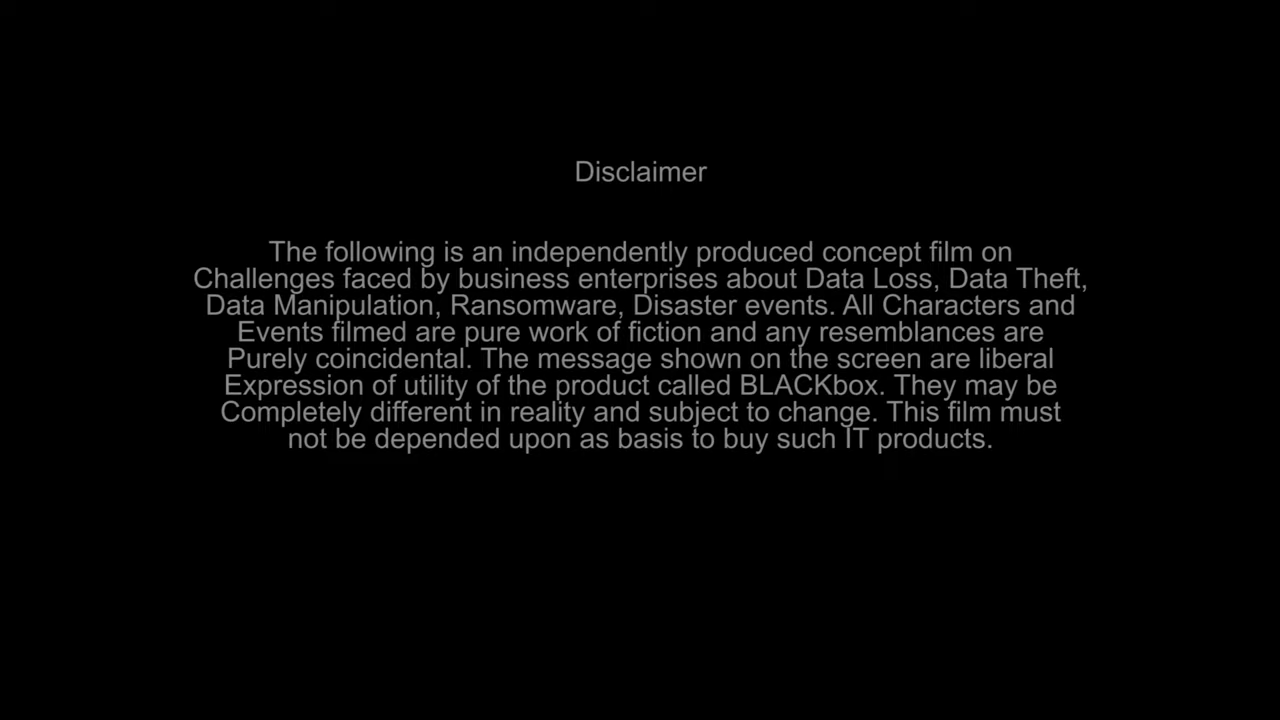 Disclaimer
The following is an independently produced concept film on
Challenges faced by business enterprises about Data Loss, Data Theft,
Data Manipulation, Ransomware, Disaster events. All Characters and
Events filmed are pure work of fiction and any resemblances are
Purely coincidental. The message shown on the screen are liberal
Expression of utility of the product called BLACKbox. They may be
Completely different in reality and subject to change. This film must
not be depended upon as basis to buy such IT products.